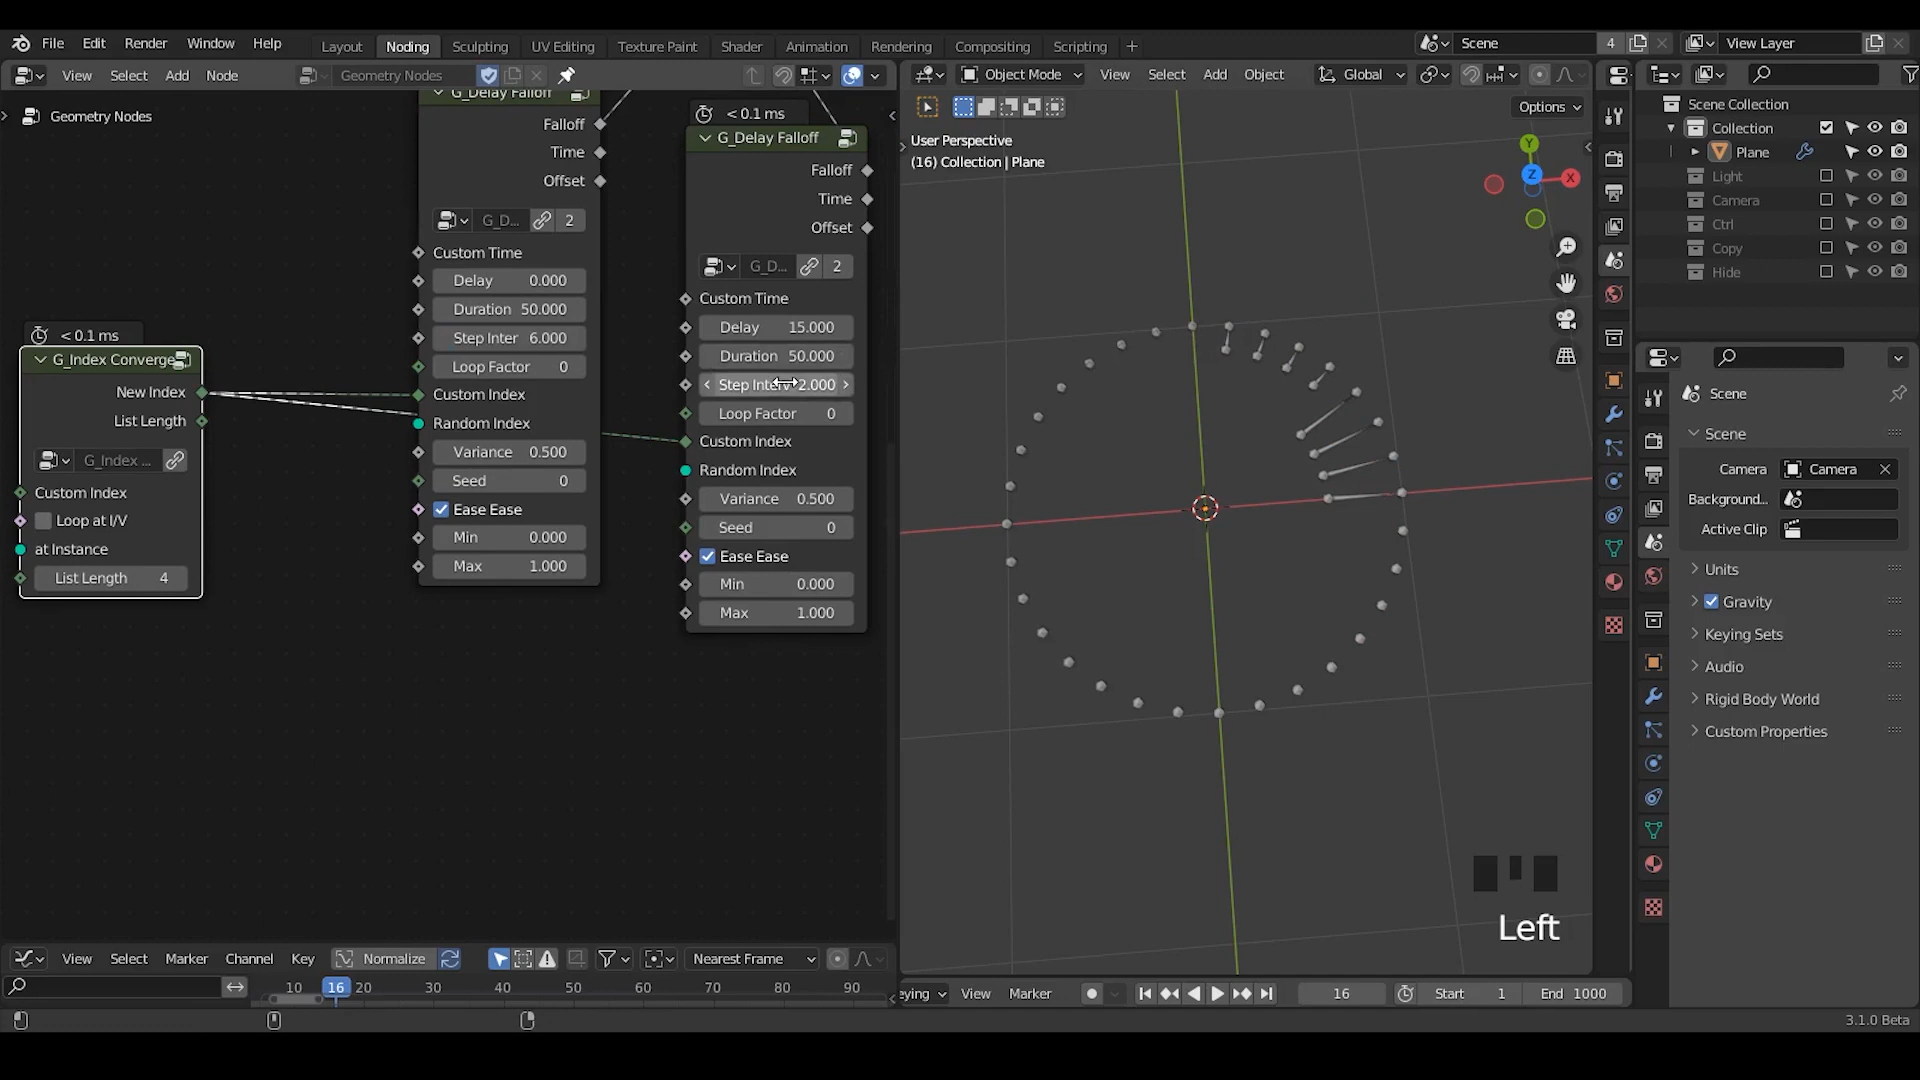 File Edit Render Window Help Layout Noding Sculpting UV Editing Texture Paint Shader Animation Rendering Compositing Scripting + Scene 4 View Layer
View Select Add Node Geometry Nodes Object Mode View Select Add Object Global
Geometry Nodes
G_Delay Falloff
Falloff
Time
Offset
G_D... 2
Custom Time
Delay 0.000
Duration 50.000
Step Inter 6.000
Loop Factor 0
Custom Index
Random Index
Variance 0.500
Seed 0
Ease Ease
Min 0.000
Max 1.000
< 0.1 ms
G_Delay Falloff
Falloff
Time
Offset
G_D... 2
Custom Time
Delay 15.000
Duration 50.000
Step Interv 2.000
Loop Factor 0
Custom Index
Random Index
Variance 0.500
Seed 0
Ease Ease
Min 0.000
Max 1.000
< 0.1 ms
G_Index Converge
New Index
List Length
G_Index ...
Custom Index
Loop at I/V
at Instance
List Length 4
Options
User Perspective
(16) Collection | Plane
Y
Z
X
Left
Scene Collection
Collection
Plane
Light
Camera
Ctrl
Copy
Hide
Scene
Scene
Camera Camera
Background...
Active Clip
Units
Gravity
Keying Sets
Audio
Rigid Body World
Custom Properties
View Select Marker Channel Key Normalize Nearest Frame
10 16 20 30 40 50 60 70 80 90
eying View Marker 16 Start 1 End 1000
3.1.0 Beta